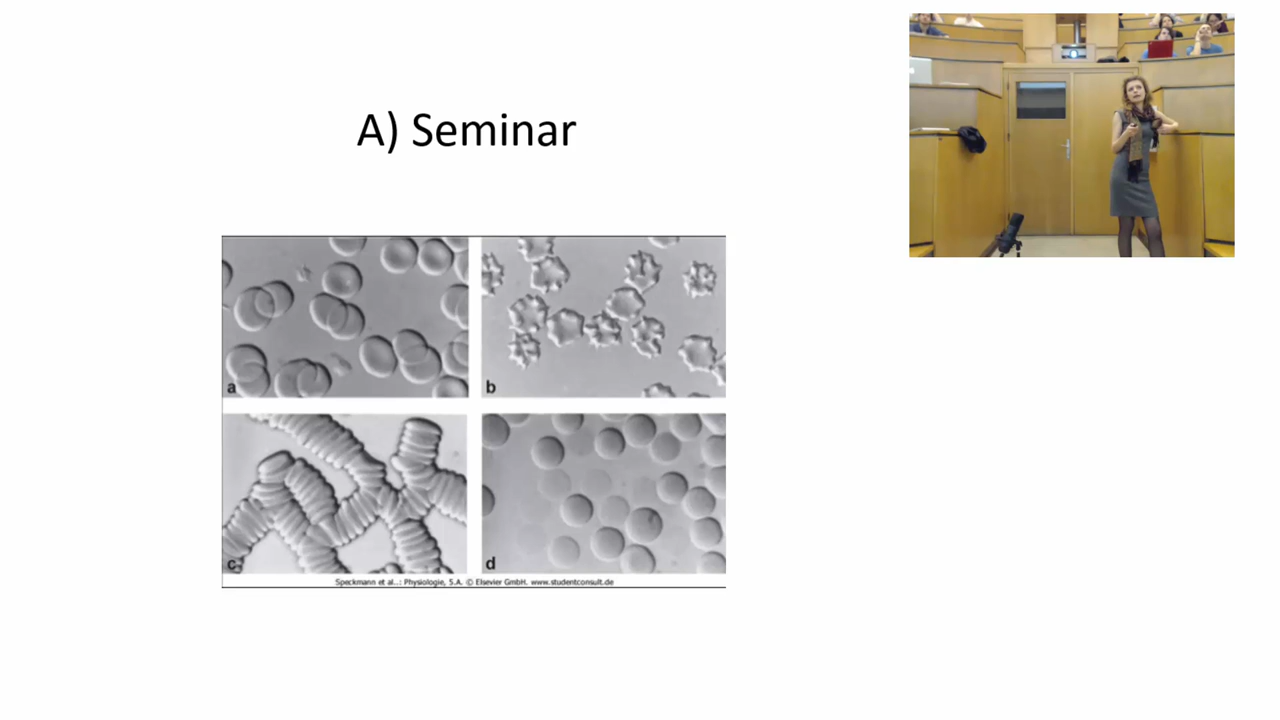 A) Seminar
a
b
c
d
Speckmann et al..: Physiologie, 5.A. © Elsevier GmbH. www.studentconsult.de